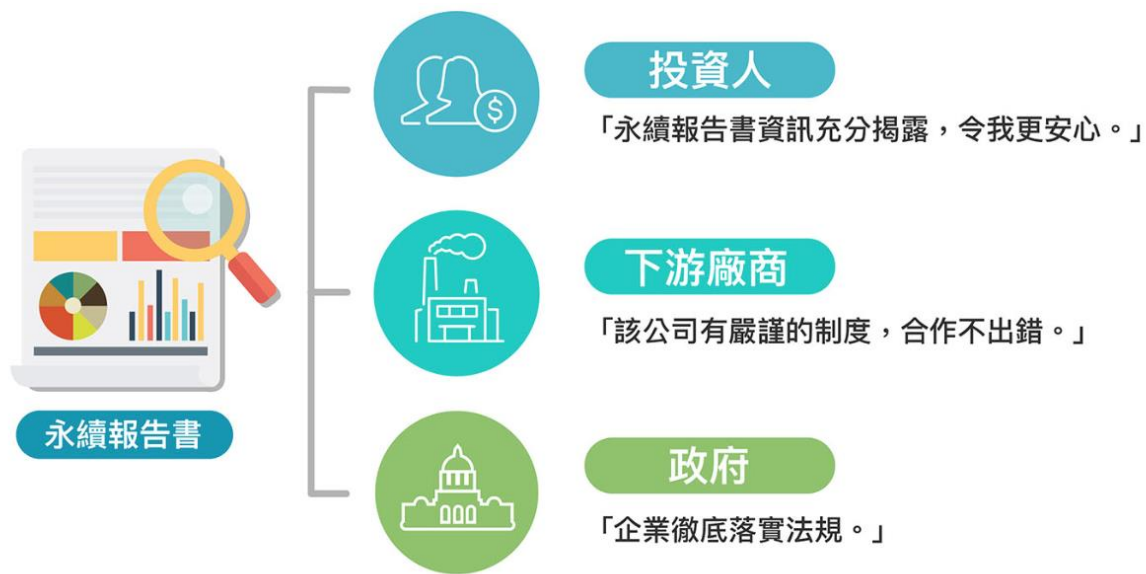 投資人
「永續報告書資訊充分揭露，令我更安心。」
下游廠商
「該公司有嚴謹的制度，合作不出錯。」
永續報告書
政府
「企業徹底落實法規。」